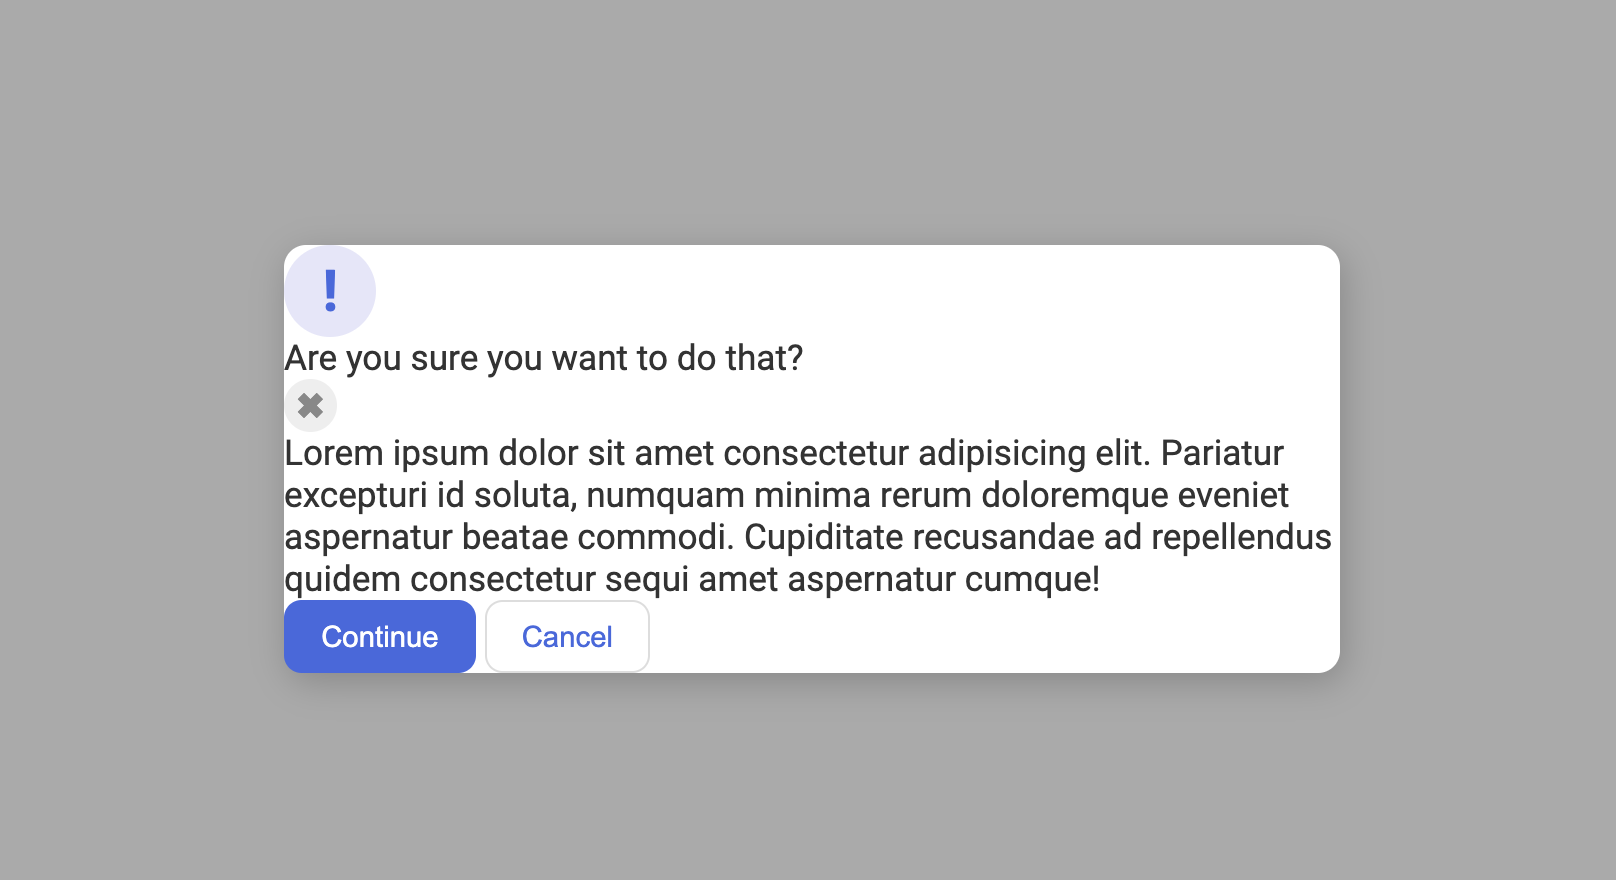 !
Are you sure you want to do that?
✖
Lorem ipsum dolor sit amet consectetur adipisicing elit. Pariatur
excepturi id soluta, numquam minima rerum doloremque eveniet
aspernatur beatae commodi. Cupiditate recusandae ad repellendus
quidem consectetur sequi amet aspernatur cumque!
Continue Cancel